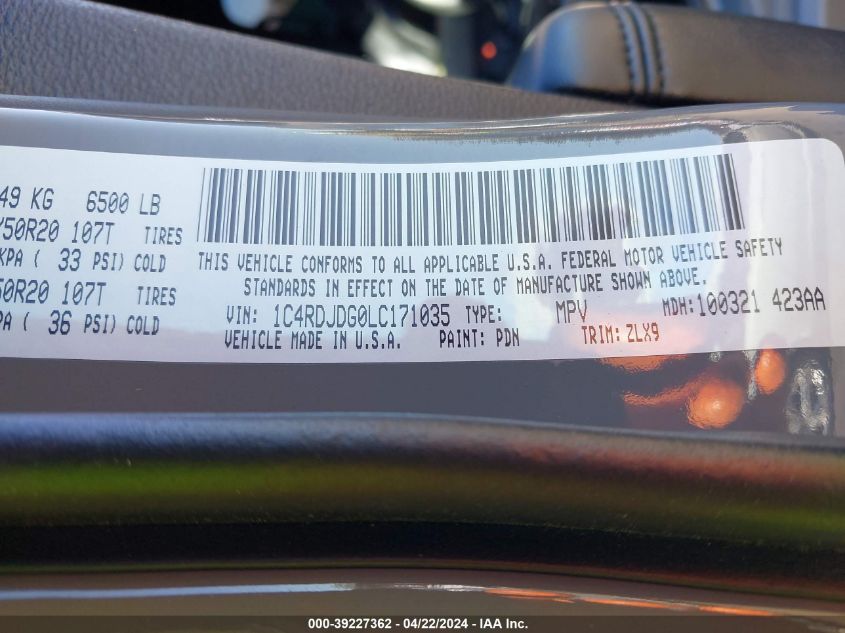 49 KG 6500 LB
50R20 107T TIRES
KPA ( 33 PSI) COLD
50R20 107T TIRES
PA ( 36 PSI) COLD
THIS VEHICLE CONFORMS TO ALL APPLICABLE U.S.A. FEDERAL MOTOR VEHICLE SAFETY
STANDARDS IN EFFECT ON THE DATE OF MANUFACTURE SHOWN ABOVE.
VIN: 1C4RDJDG0LC171035 TYPE: MPV MDH: 100321 423AA
VEHICLE MADE IN U.S.A. PAINT: PDN TRIM: ZLX9
000-39227362 - 04/22/2024 - IAA Inc.